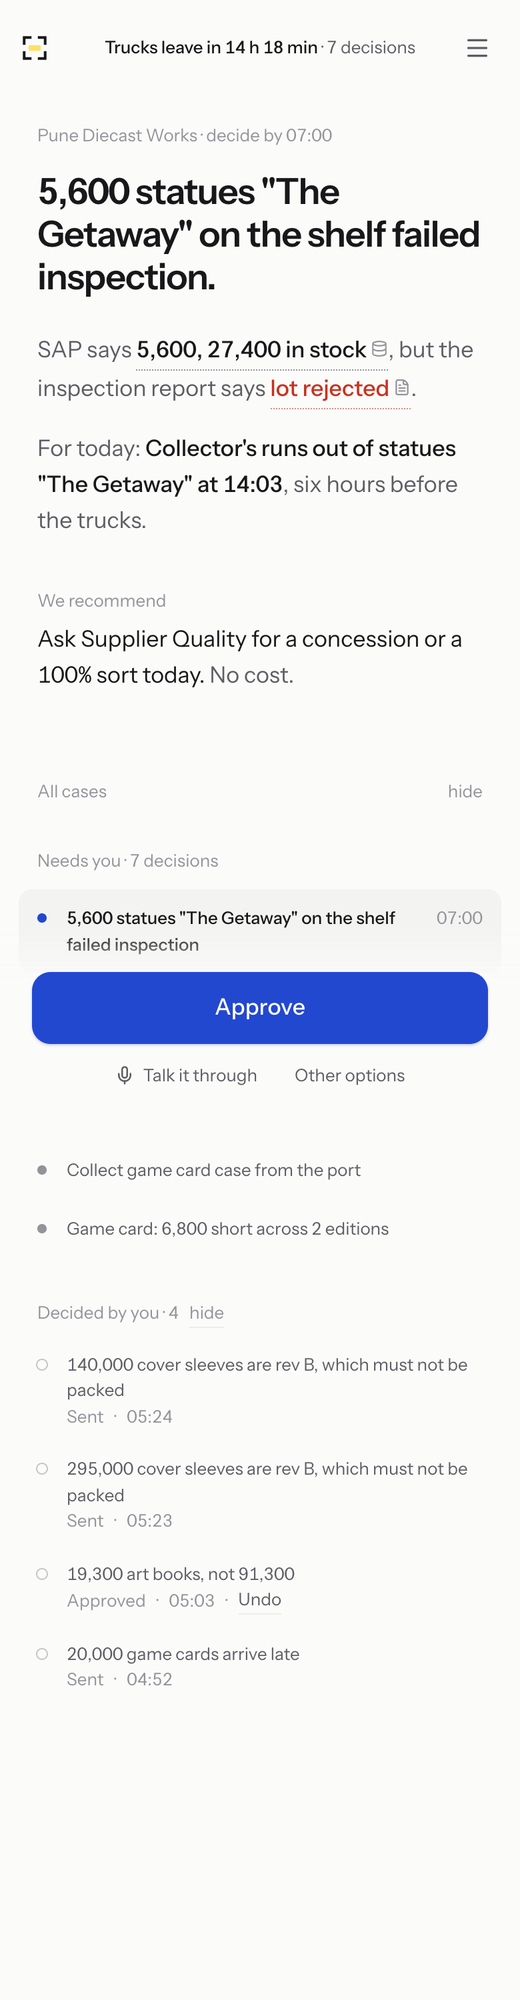 Trucks leave in 14 h 18 min · 7 decisions
Pune Diecast Works · decide by 07:00
5,600 statues "The
Getaway" on the shelf failed
inspection.
SAP says 5,600, 27,400 in stock, but the
inspection report says lot rejected.
For today: Collector's runs out of statues
"The Getaway" at 14:03, six hours before
the trucks.
We recommend
Ask Supplier Quality for a concession or a
100% sort today. No cost.
All cases hide
Needs you · 7 decisions
5,600 statues "The Getaway" on the shelf 07:00
failed inspection
Approve
Talk it through Other options
Collect game card case from the port
Game card: 6,800 short across 2 editions
Decided by you · 4 hide
140,000 cover sleeves are rev B, which must not be
packed
Sent · 05:24
295,000 cover sleeves are rev B, which must not be
packed
Sent · 05:23
19,300 art books, not 91,300
Approved · 05:03 · Undo
20,000 game cards arrive late
Sent · 04:52